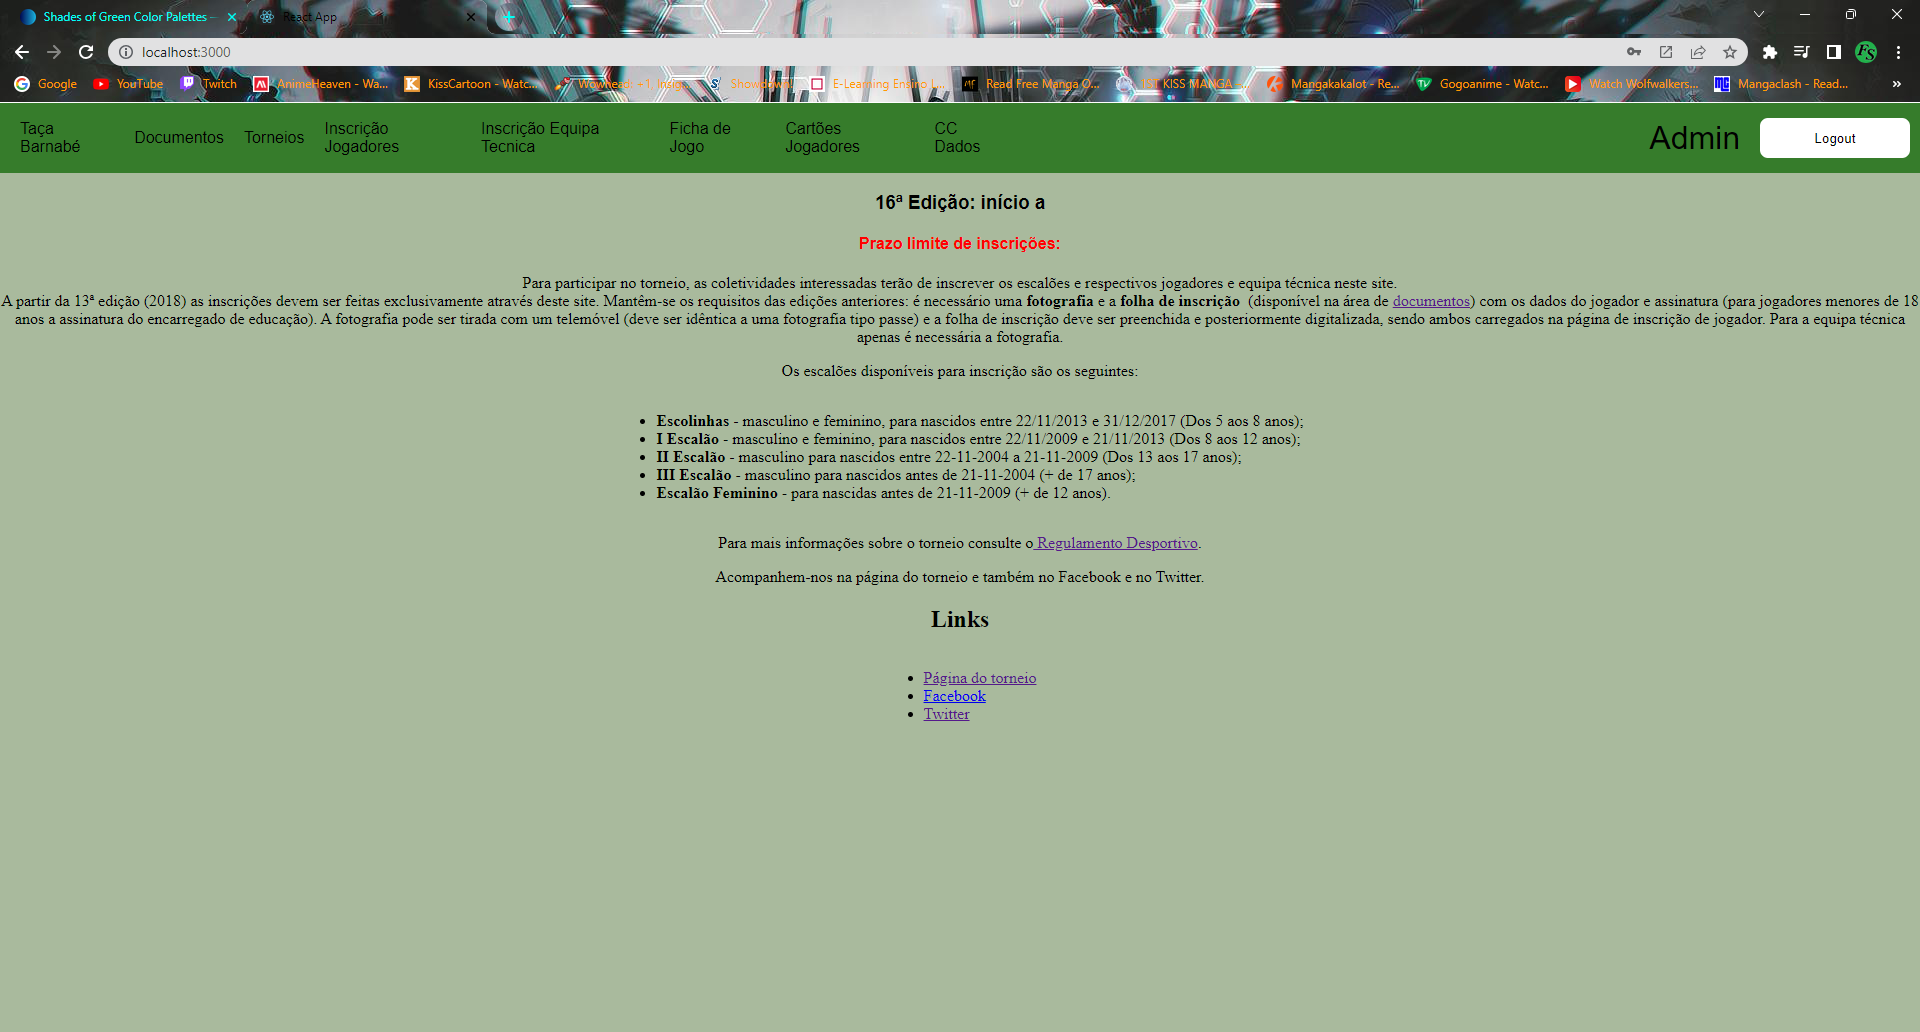 Shades of Green Color Palettes -
React App
localhost:3000
Google YouTube Twitch AnimeHeaven - Wa... KissCartoon - Watc... Wowhead: +1; Insig... Showdown! E-Learning Ensino I... Read Free Manga O... 1ST KISS MANGA - Mangakakalot - Re... Gogoanime - Watc... Watch Wolfwalkers... Mangaclash - Read... »
Taça Barnabé
Documentos
Torneios
Inscrição Jogadores
Inscrição Equipa Tecnica
Ficha de Jogo
Cartões Jogadores
CC Dados
Admin
Logout
16ª Edição: início a
Prazo limite de inscrições:
Para participar no torneio, as coletividades interessadas terão de inscrever os escalões e respectivos jogadores e equipa técnica neste site.
A partir da 13ª edição (2018) as inscrições devem ser feitas exclusivamente através deste site. Mantêm-se os requisitos das edições anteriores: é necessário uma fotografia e a folha de inscrição (disponível na área de documentos) com os dados do jogador e assinatura (para jogadores menores de 18
anos a assinatura do encarregado de educação). A fotografia pode ser tirada com um telemóvel (deve ser idêntica a uma fotografia tipo passe) e a folha de inscrição deve ser preenchida e posteriormente digitalizada, sendo ambos carregados na página de inscrição de jogador. Para a equipa técnica
apenas é necessária a fotografia.
Os escalões disponíveis para inscrição são os seguintes:
• Escolinhas - masculino e feminino, para nascidos entre 22/11/2013 e 31/12/2017 (Dos 5 aos 8 anos);
• I Escalão - masculino e feminino, para nascidos entre 22/11/2009 e 21/11/2013 (Dos 8 aos 12 anos);
• II Escalão - masculino para nascidos entre 22-11-2004 a 21-11-2009 (Dos 13 aos 17 anos);
• III Escalão - masculino para nascidos antes de 21-11-2004 (+ de 17 anos);
• Escalão Feminino - para nascidas antes de 21-11-2009 (+ de 12 anos).
Para mais informações sobre o torneio consulte o Regulamento Desportivo.
Acompanhem-nos na página do torneio e também no Facebook e no Twitter.
Links
• Página do torneio
• Facebook
• Twitter